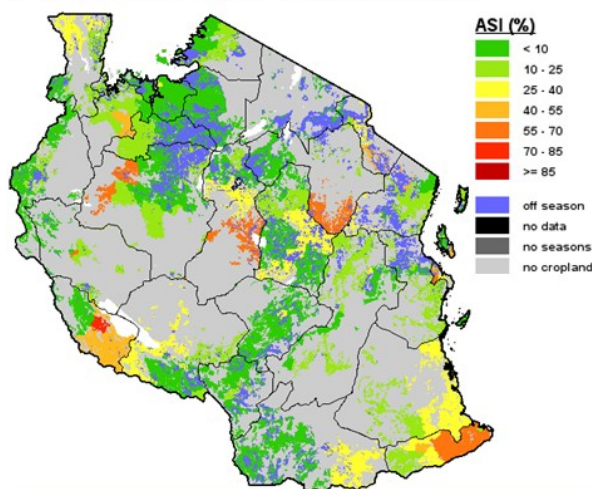 ASI (%)
< 10
10 - 25
25 - 40
40 - 55
55 - 70
70 - 85
>= 85
off season
no data
no seasons
no cropland